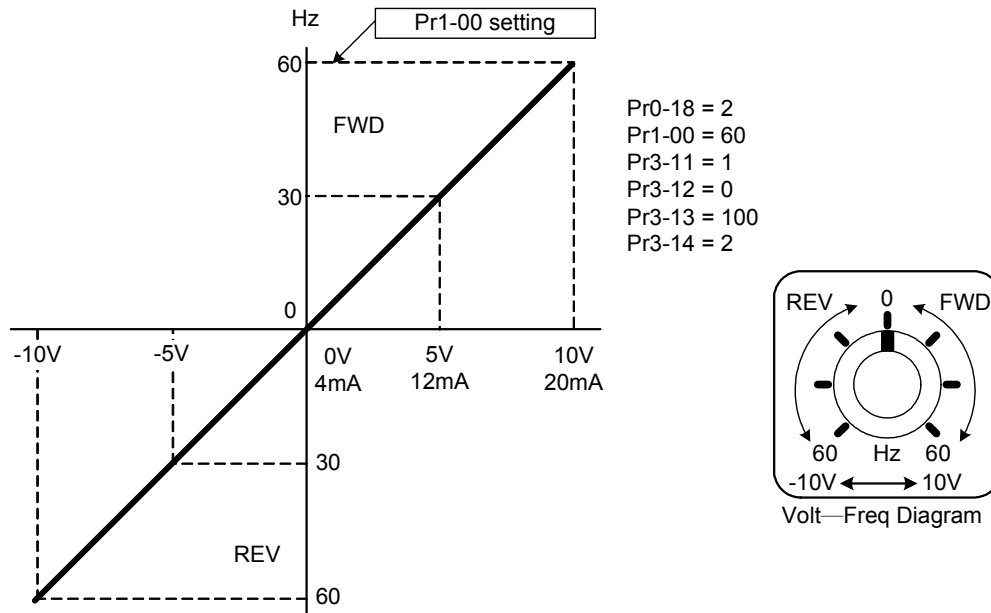 Hz
Pr1-00 setting
60
FWD
30
0
-10V
-5V
0V
5V
10V
4mA
12mA
20mA
30
REV
60
Pr0-18 = 2
Pr1-00 = 60
Pr3-11 = 1
Pr3-12 = 0
Pr3-13 = 100
Pr3-14 = 2
REV
0
FWD
60
Hz
60
-10V
10V
Volt—Freq Diagram